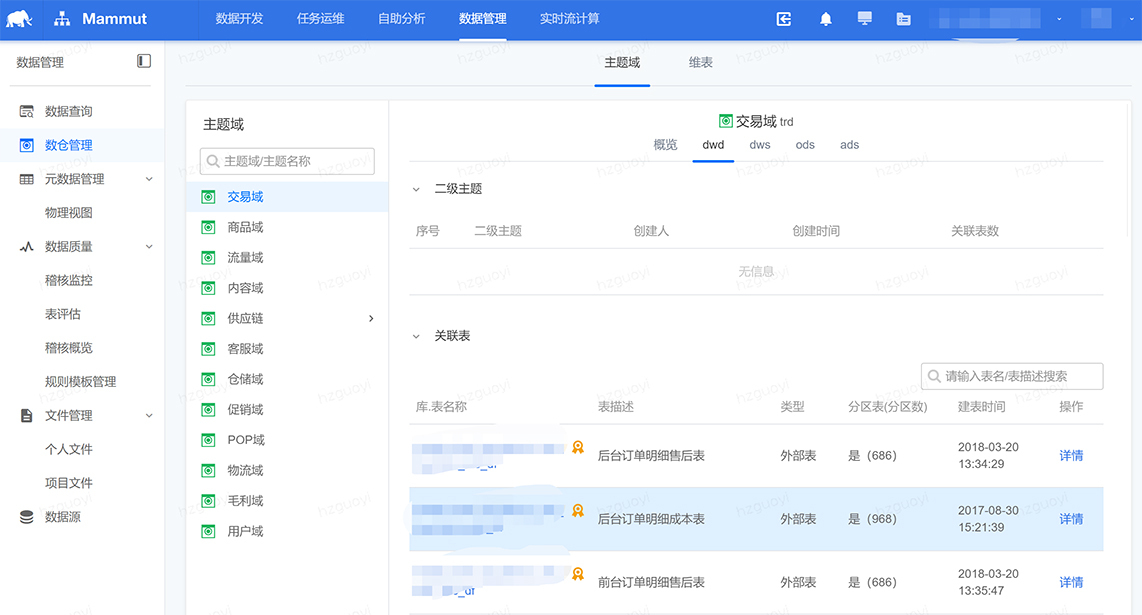 Mammut 数据开发 任务运维 自助分析 数据管理 实时流计算
数据管理
数据查询
数仓管理
元数据管理
物理视图
数据质量
稽核监控
表评估
稽核概览
规则模板管理
文件管理
个人文件
项目文件
数据源
主题域 维表
主题域
主题域/主题名称
交易域
商品域
流量域
内容域
供应链
客服域
仓储域
促销域
POP域
物流域
毛利域
用户域
交易域 trd
概览 dwd dws ods ads
二级主题
序号 二级主题 创建人 创建时间 关联表数
无信息
关联表
请输入表名/表描述搜索
库.表名称 表描述 类型 分区表(分区数) 建表时间 操作
后台订单明细售后表 外部表 是（686） 2018-03-20 13:34:29 详情
后台订单明细成本表 外部表 是（968） 2017-08-30 15:21:39 详情
前台订单明细售后表 外部表 是（686） 2018-03-20 13:35:47 详情
hzguoyi